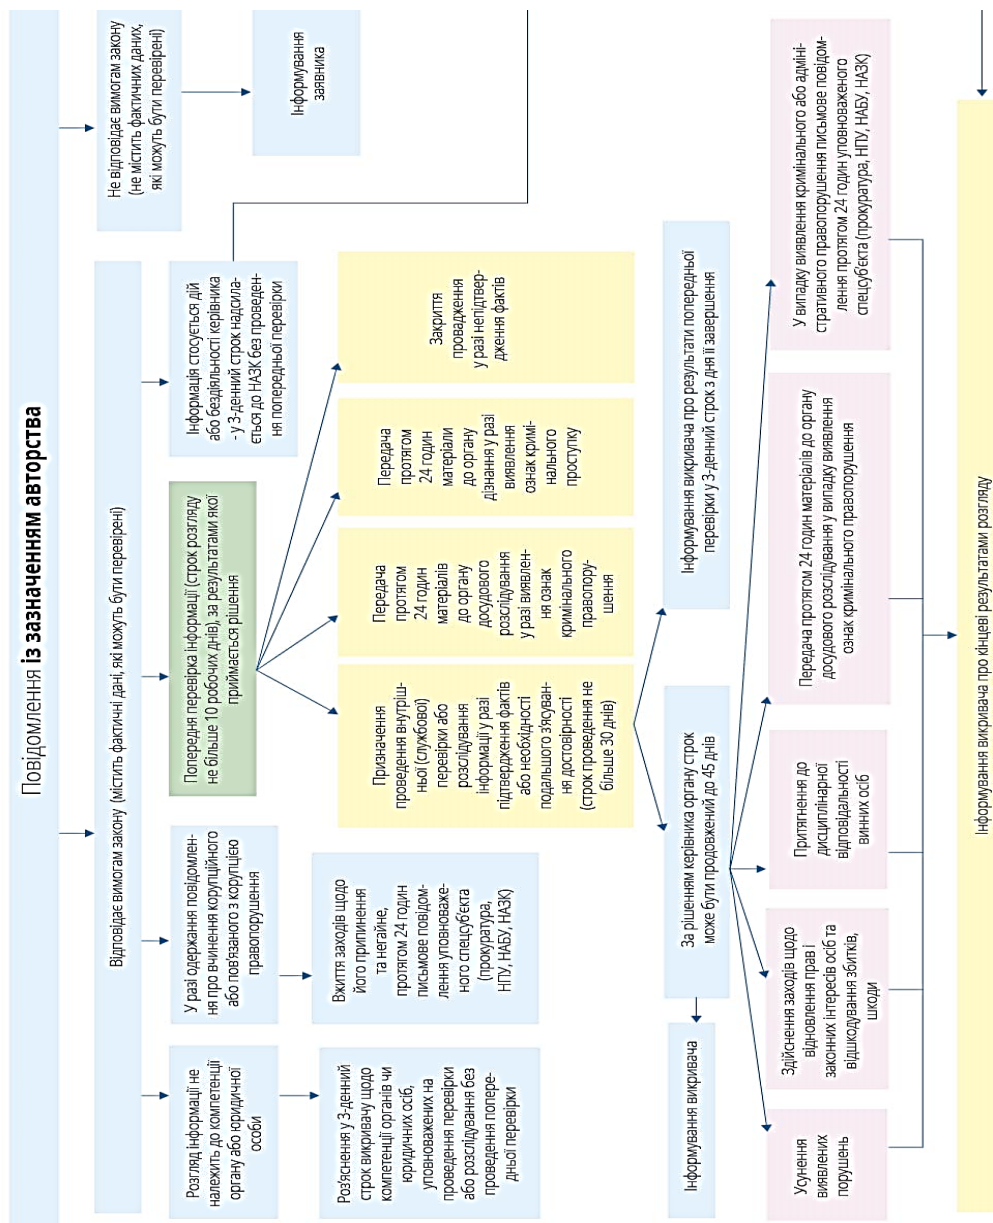 Повідомлення із зазначенням авторства
Відповідає вимогам закону (містить фактичні дані, які можуть бути перевірені)
Не відповідає вимогам закону
(не містить фактичних даних,
які можуть бути перевірені)
Розгляд інформації не
належить до компетенції
органу або юридичної
особи
У разі одержання повідомлен-
ня про вчинення корупційного
або пов'язаного з корупцією
правопорушення
Попередня перевірка інформації (строк розгляду
не більше 10 робочих днів), за результатами якої
приймається рішення
Інформація стосується дій
або бездіяльності керівника
- у 3-денний строк надсила-
ється до НАЗК без проведен-
ня попередньої перевірки
Інформування
заявника
Роз'яснення у 3-денний
строк викривачу щодо
компетенції органів чи
юридичних осіб,
уповноважених на
проведення перевірки
або розслідування без
проведення попере-
дньої перевірки
Вжиття заходів щодо
його припинення
та негайне,
протягом 24 годин
письмове повідом-
лення уповноваже-
ного спецсуб'єкта
(прокуратура,
НПУ, НАБУ, НАЗК)
Призначення
проведення внутріш-
ньої (службової)
перевірки або
розслідування
інформації у разі
підтвердження фактів
або необхідності
подальшого з'ясуван-
ня достовірності
(строк проведення не
більше 30 днів)
Передача
протягом
24 годин
матеріалів
до органу
досудового
розслідування
у разі виявлен-
ня ознак
кримінального
правопору-
шення
Передача
протягом
24 годин
матеріали
до органу
дізнання у разі
виявлення
ознак кримі-
нального
проступку
Закриття
провадження
у разі непідтвер-
дження фактів
Інформування викривача
За рішенням керівника органу строк
може бути продовжений до 45 днів
Інформування викривача про результати попередньої
перевірки у 3-денний строк з дня її завершення
Усунення
виявлених
порушень
Здійснення заходів щодо
відновлення прав і
законних інтересів осіб та
відшкодування збитків,
шкоди
Притягнення до
дисциплінарної
відповідальності
винних осіб
Передача протягом 24 годин матеріалів до органу
досудового розслідування у випадку виявлення
ознак кримінального правопорушення
У випадку виявлення кримінального або адміні-
стративного правопорушення письмове повідом-
лення протягом 24 годин уповноваженого
спецсуб'єкта (прокуратура, НПУ, НАБУ, НАЗК)
Інформування викривача про кінцеві результатами розгляду